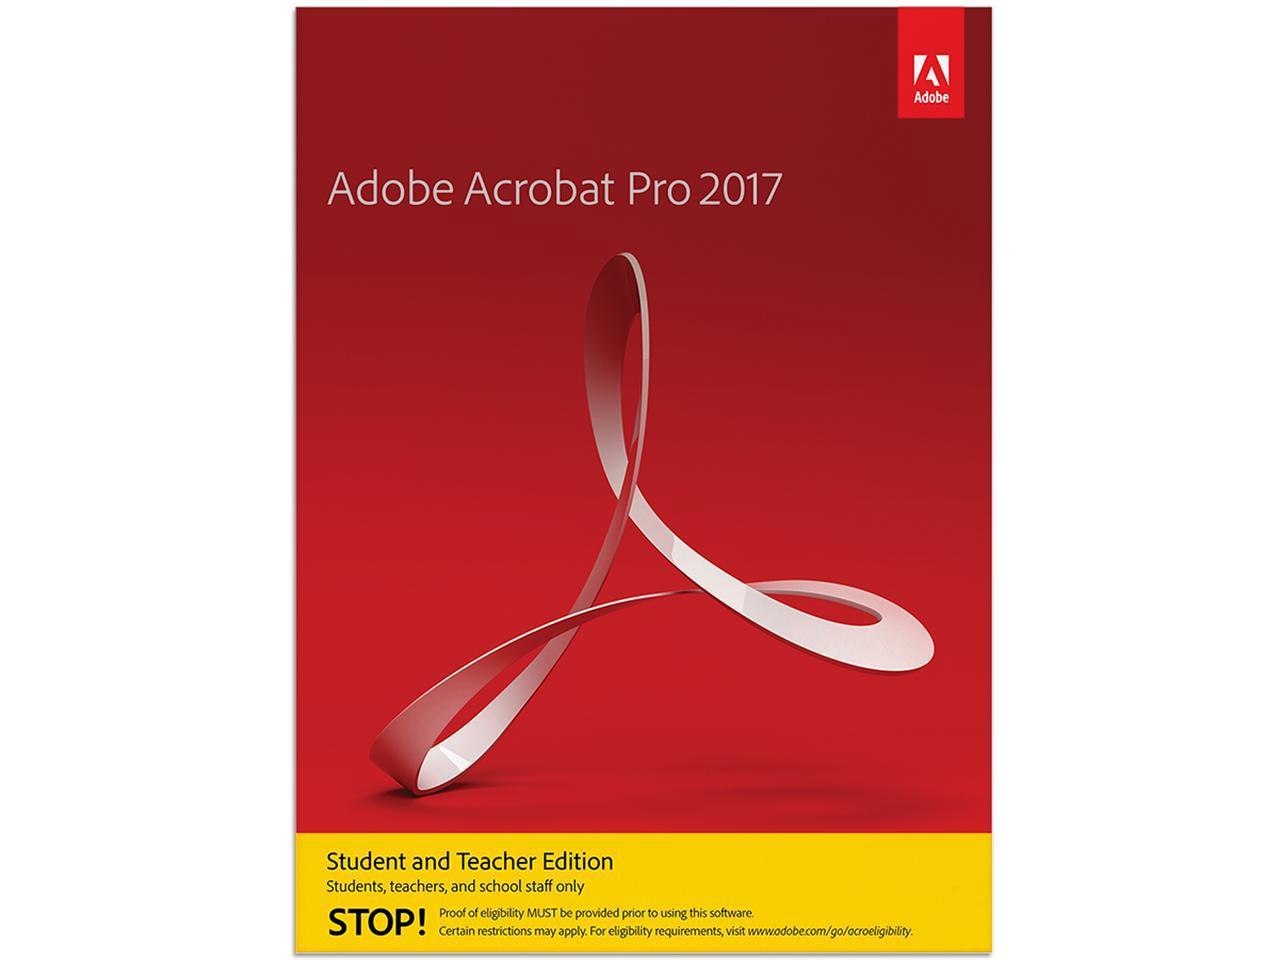 Adobe
Adobe Acrobat Pro 2017
Student and Teacher Edition
Students, teachers, and school staff only
STOP! Proof of eligibility MUST be provided prior to using this software.
Certain restrictions may apply. For eligibility requirements, visit www.adobe.com/go/acroeligibility.